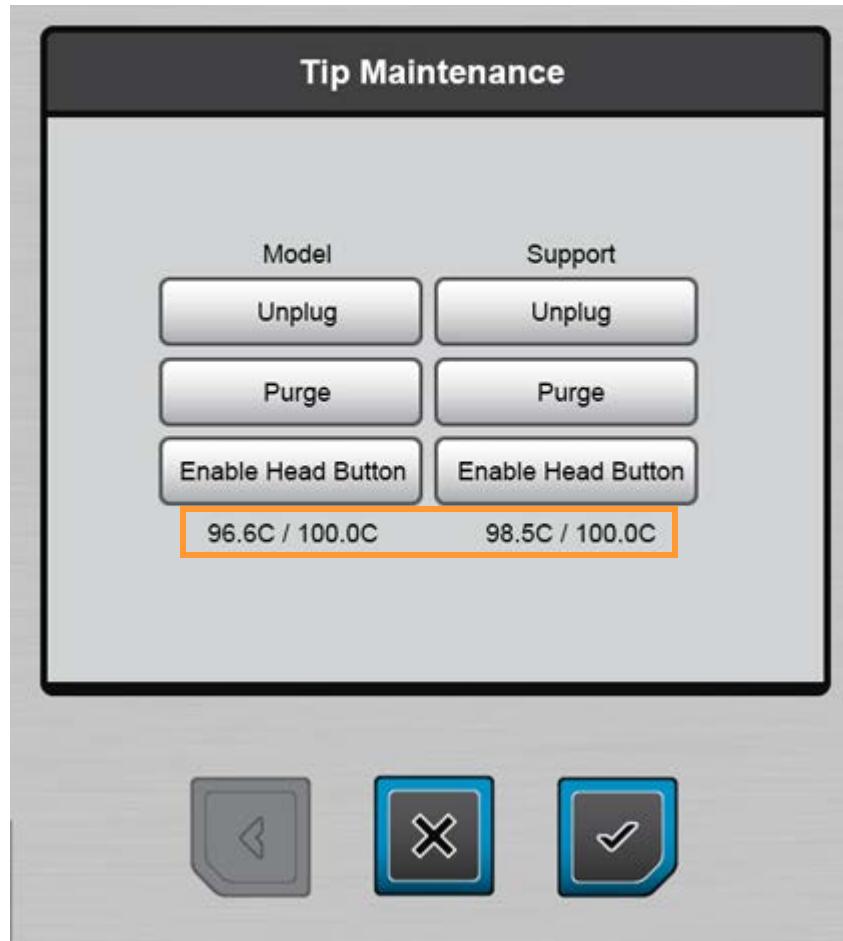 Tip Maintenance
Model Support
Unplug Unplug
Purge Purge
Enable Head Button Enable Head Button
96.6C / 100.0C 98.5C / 100.0C